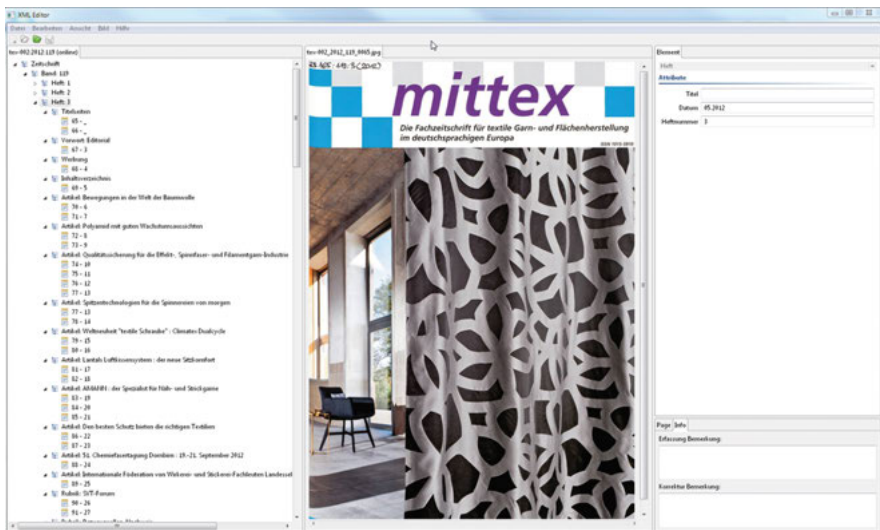 XML Editor
Datei Bearbeiten Ansicht Bild Hilfe
tex-002:2012:119 (online)
Zeitschrift
Band: 119
Heft: 1
Heft: 2
Heft: 3
Titelseiten
65 - _
66 - _
Vorwort: Editorial
67 - 3
Werbung
68 - 4
Inhaltsverzeichnis
69 - 5
Artikel: Bewegungen in der Welt der Baumwolle
70 - 6
71 - 7
Artikel: Polyamid mit guten Wachstumsaussichten
72 - 8
73 - 9
Artikel: Qualitätssicherung für die Effekt-, Spinnfaser- und Filamentgarn-Industrie
74 - 10
75 - 11
76 - 12
77 - 13
Artikel: Spitzentechnologien für die Spinnereien von morgen
77 - 13
78 - 14
Artikel: Weltneuheit "textile Schraube" : Climatex Dualcycle
79 - 15
80 - 16
Artikel: Lantals Luftkissensystem : der neue Sitzkomfort
81 - 17
82 - 18
Artikel: AMANN : der Spezialist für Näh- und Stickgarne
83 - 19
84 - 20
85 - 21
Artikel: Den besten Schutz bieten die richtigen Textilien
86 - 22
87 - 23
Artikel: 51. Chemiefasertagung Dornbirn : 19.-21. September 2012
88 - 24
Artikel: Internationale Föderation von Wirkerei- und Strickerei-Fachleuten Landessek
89 - 25
Rubrik: SVT-Forum
90 - 26
91 - 27
tex-002_2012_119_0065.jpg
mittex
Die Fachzeitschrift für textile Garn- und Flächenherstellung
im deutschsprachigen Europa
Element
Heft
Attribute
Titel
Datum 05.2012
Heftnummer 3
Page Info
Erfassung Bemerkung:
Korrektur Bemerkung: